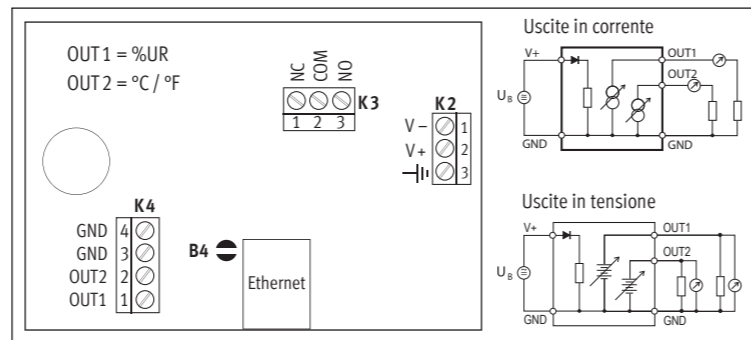 OUT1 = %UR
OUT2 = °C / °F
NC COM NO
K3
1 2 3
K2
V – 1
V + 2
3
K4
GND 4
GND 3
OUT2 2
OUT1 1
B4
Ethernet
Uscite in corrente
V+
OUT1
OUT2
UB
GND
GND
Uscite in tensione
V+
OUT1
OUT2
UB
GND
GND